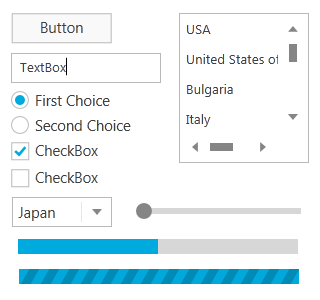 Button
TextBox
First Choice
Second Choice
CheckBox
CheckBox
Japan
USA
United States of
Bulgaria
Italy